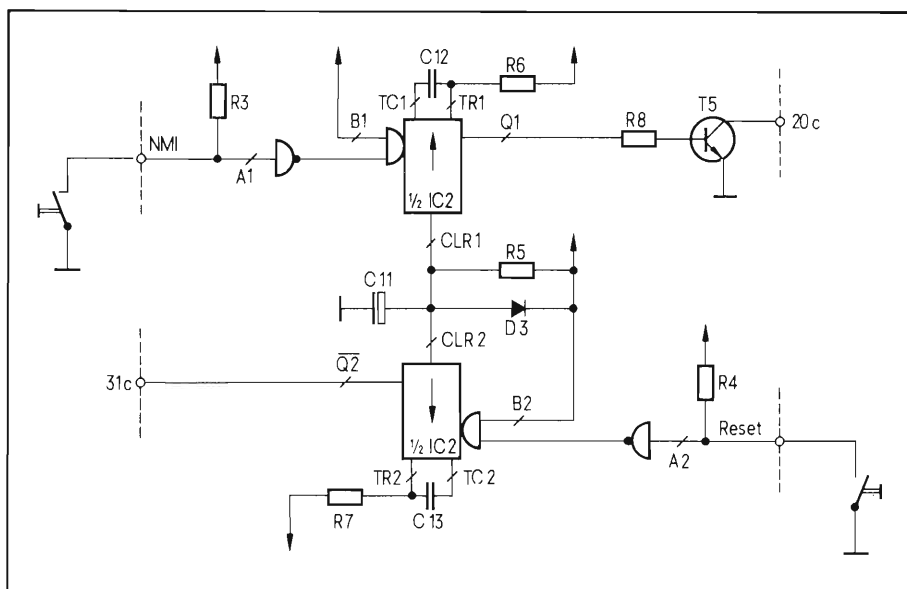 C12
R6
R3
TC1
TR1
T5
B1
Q1
R8
20c
NMI
A1
½ IC2
CLR1
R5
C11
D3
CLR2
31c
Q2
R4
B2
Reset
½ IC2
A2
TR2
TC2
R7
C13